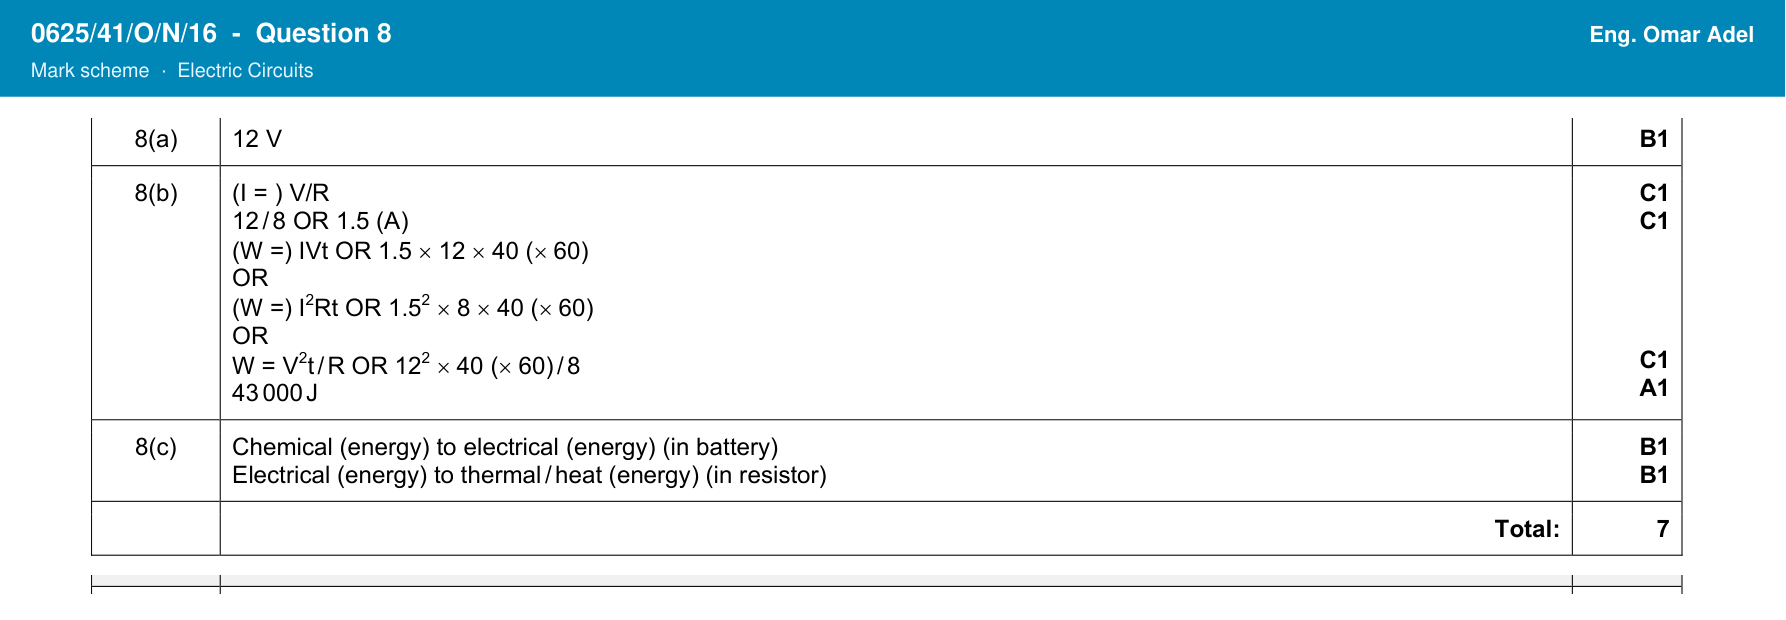 0625/41/O/N/16 - Question 8
Eng. Omar Adel
Mark scheme · Electric Circuits
8(a) 12 V B1
8(b) (I = ) V/R C1
12/8 OR 1.5 (A) C1
(W =) IVt OR 1.5 × 12 × 40 (× 60)
OR
(W =) I²Rt OR 1.5² × 8 × 40 (× 60)
OR
W = V²t/R OR 12² × 40 (× 60)/8 C1
43 000 J A1
8(c) Chemical (energy) to electrical (energy) (in battery) B1
Electrical (energy) to thermal/heat (energy) (in resistor) B1
Total: 7